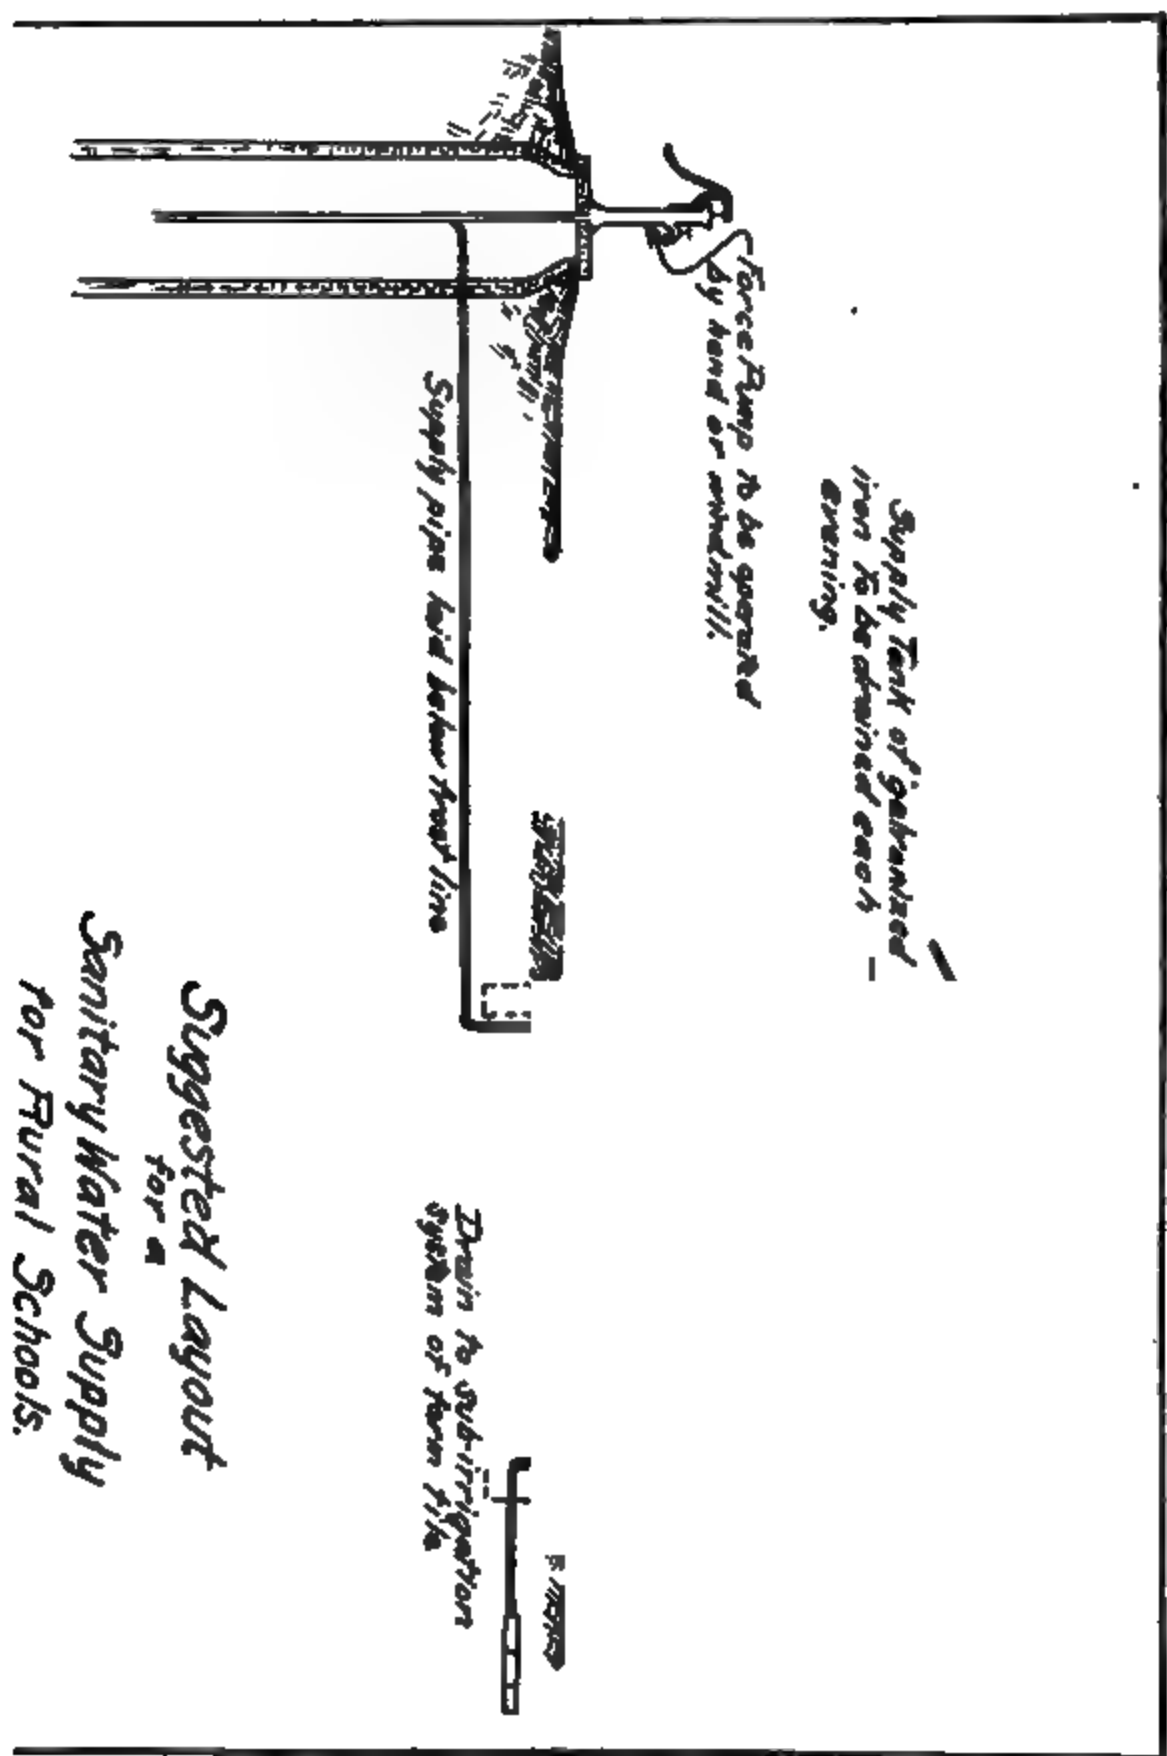 Supply Tank of galvanized
iron to be drained each
evening.
Force Pump to be operated
by hand or windmill.
Supply pipe laid below frost line
Drain to sub-irrigation
system of farm tile
Suggested Layout
for a
Sanitary Water Supply
for Rural Schools.